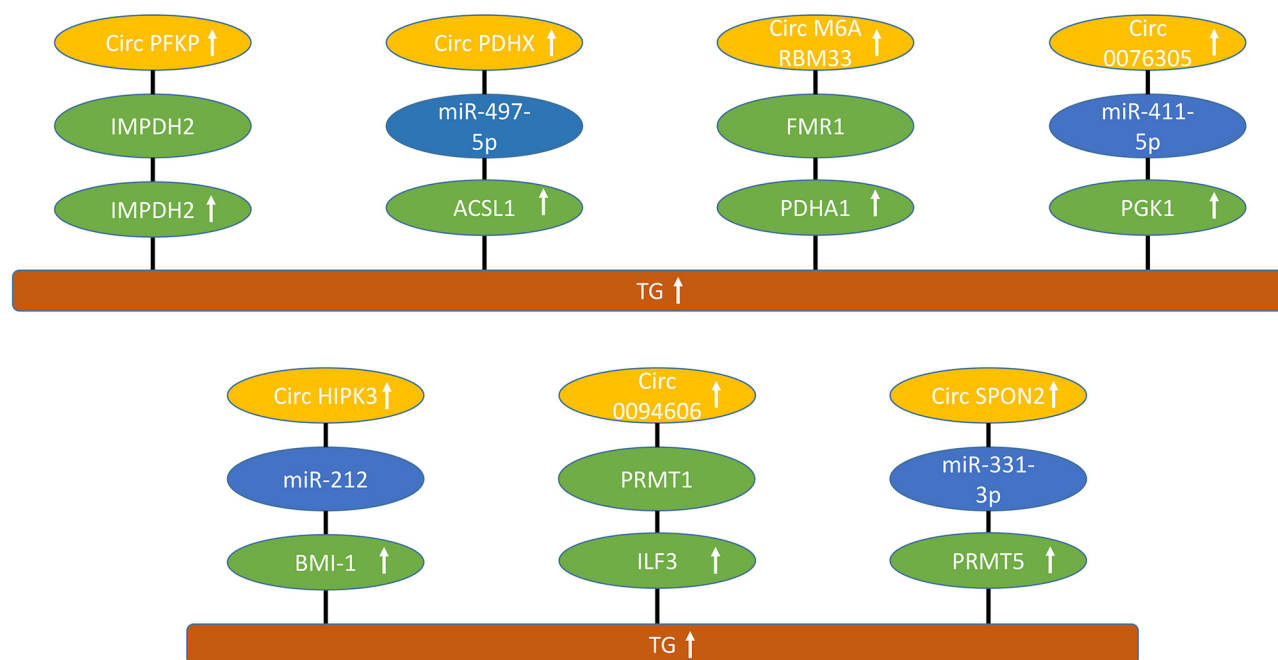 Circ PFKP ↑
Circ PDHX ↑
Circ M6A
RBM33 ↑
Circ
0076305 ↑
IMPDH2
miR-497-
5p
FMR1
miR-411-
5p
IMPDH2 ↑
ACSL1 ↑
PDHA1 ↑
PGK1 ↑
TG ↑
Circ HIPK3 ↑
Circ
0094606 ↑
Circ SPON2 ↑
miR-212
PRMT1
miR-331-
3p
BMI-1 ↑
ILF3 ↑
PRMT5 ↑
TG ↑